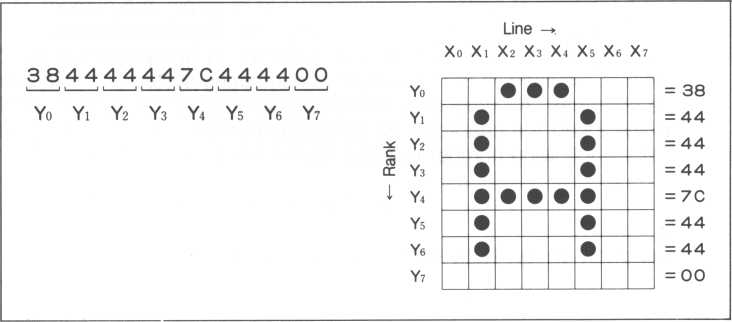 3844444447C444400
Y0 Y1 Y2 Y3 Y4 Y5 Y6 Y7
Line →
X0 X1 X2 X3 X4 X5 X6 X7
← Rank
Y0 = 38
Y1 = 44
Y2 = 44
Y3 = 44
Y4 = 7C
Y5 = 44
Y6 = 44
Y7 = 00